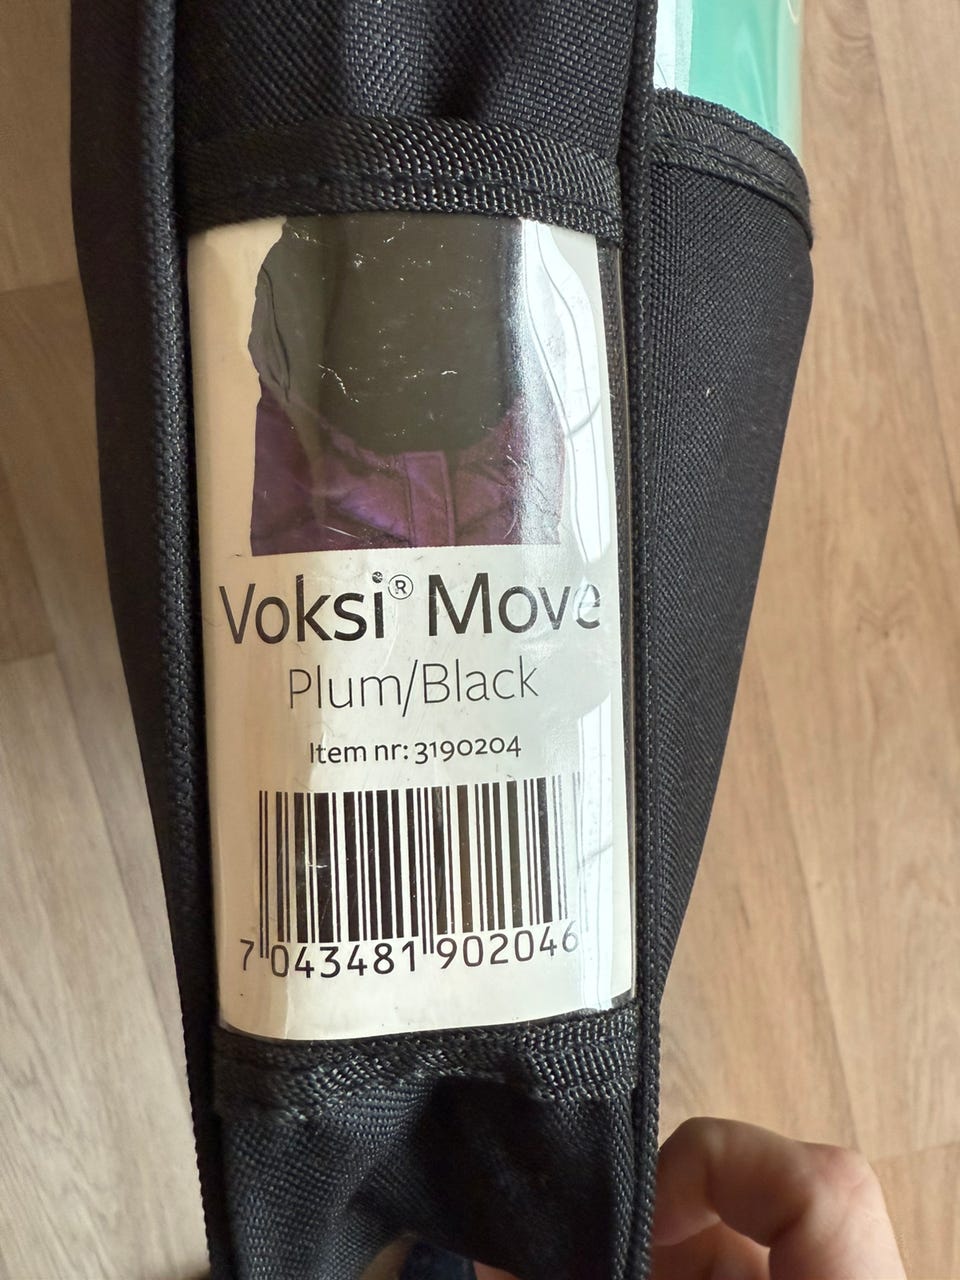 Voksi® Move
Plum/Black
Item nr: 3190204
7 043481 902046